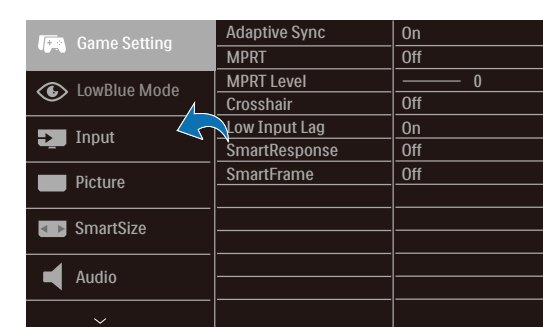 Game Setting
LowBlue Mode
Input
Picture
SmartSize
Audio
Adaptive Sync On
MPRT Off
MPRT Level 0
Crosshair Off
Low Input Lag On
SmartResponse Off
SmartFrame Off